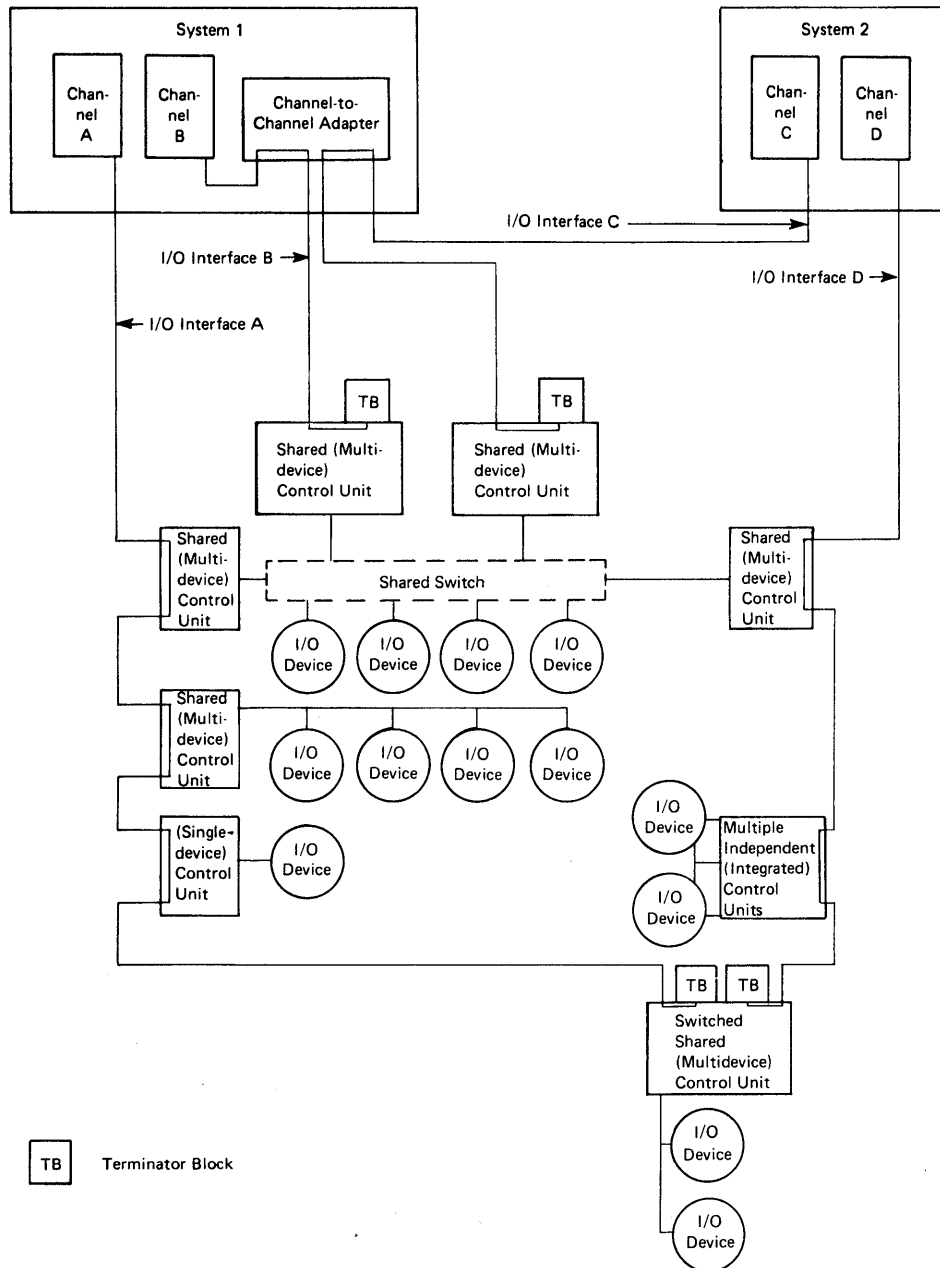 System 1
System 2
Chan-
nel
A
Chan-
nel
B
Channel-to-
Channel Adapter
Chan-
nel
C
Chan-
nel
D
I/O Interface C
I/O Interface B
I/O Interface D
I/O Interface A
TB
TB
Shared (Multi-
device)
Control Unit
Shared (Multi-
device)
Control Unit
Shared
(Multi-
device)
Control
Unit
Shared Switch
Shared
(Multi-
device)
Control
Unit
I/O
Device
I/O
Device
I/O
Device
I/O
Device
Shared
(Multi-
device)
Control
Unit
I/O
Device
I/O
Device
I/O
Device
I/O
Device
(Single-
device)
Control
Unit
I/O
Device
I/O
Device
I/O
Device
Multiple
Independent
(Integrated)
Control
Units
TB
TB
Switched
Shared
(Multidevice)
Control Unit
I/O
Device
I/O
Device
TB
Terminator Block